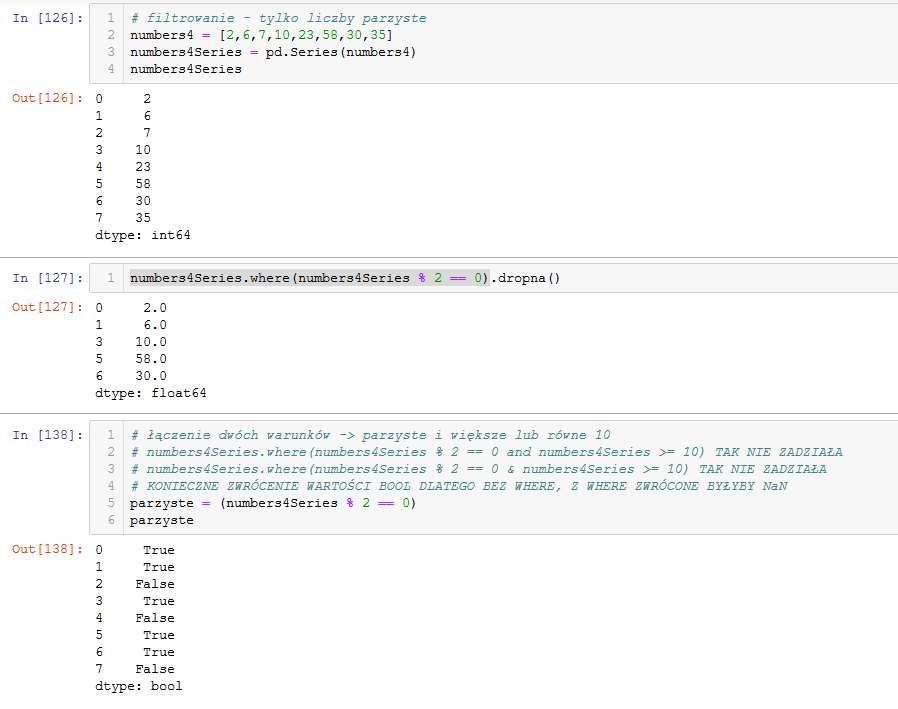 In [126]: 1 # filtrowanie - tylko liczby parzyste
2 numbers4 = [2,6,7,10,23,58,30,35]
3 numbers4Series = pd.Series(numbers4)
4 numbers4Series
Out[126]: 0 2
1 6
2 7
3 10
4 23
5 58
6 30
7 35
dtype: int64
In [127]: 1 numbers4Series.where(numbers4Series % 2 == 0).dropna()
Out[127]: 0 2.0
1 6.0
3 10.0
5 58.0
6 30.0
dtype: float64
In [138]: 1 # łączenie dwóch warunków -> parzyste i większe lub równe 10
2 # numbers4Series.where(numbers4Series % 2 == 0 and numbers4Series >= 10) TAK NIE ZADZIAŁA
3 # numbers4Series.where(numbers4Series % 2 == 0 & numbers4Series >= 10) TAK NIE ZADZIAŁA
4 # KONIECZNE ZWRÓCENIE WARTOŚCI BOOL DLATEGO BEZ WHERE, Z WHERE ZWRÓCONE BYŁYBY NaN
5 parzyste = (numbers4Series % 2 == 0)
6 parzyste
Out[138]: 0 True
1 True
2 False
3 True
4 False
5 True
6 True
7 False
dtype: bool